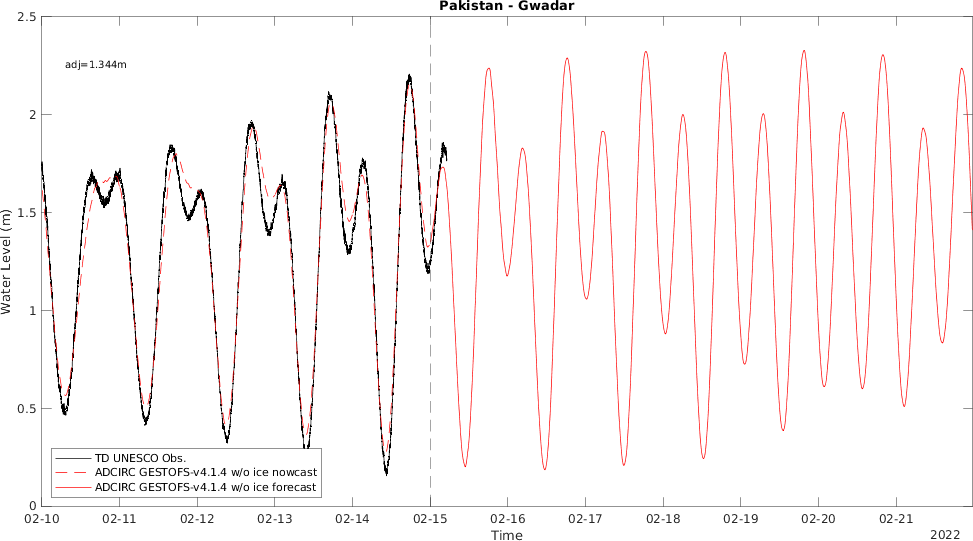 Pakistan - Gwadar
2.5
adj=1.344m
2
1.5
Water Level (m)
1
0.5
TD UNESCO Obs.
ADCIRC GESTOFS-v4.1.4 w/o ice nowcast
ADCIRC GESTOFS-v4.1.4 w/o ice forecast
0
02-10 02-11 02-12 02-13 02-14 02-15 02-16 02-17 02-18 02-19 02-20 02-21
Time
2022